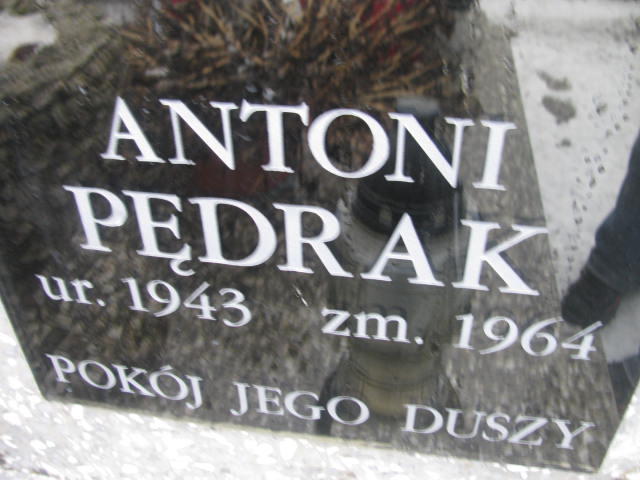 ANTONI
PĘDRAK
ur. 1943 zm. 1964
POKÓJ JEGO DUSZY